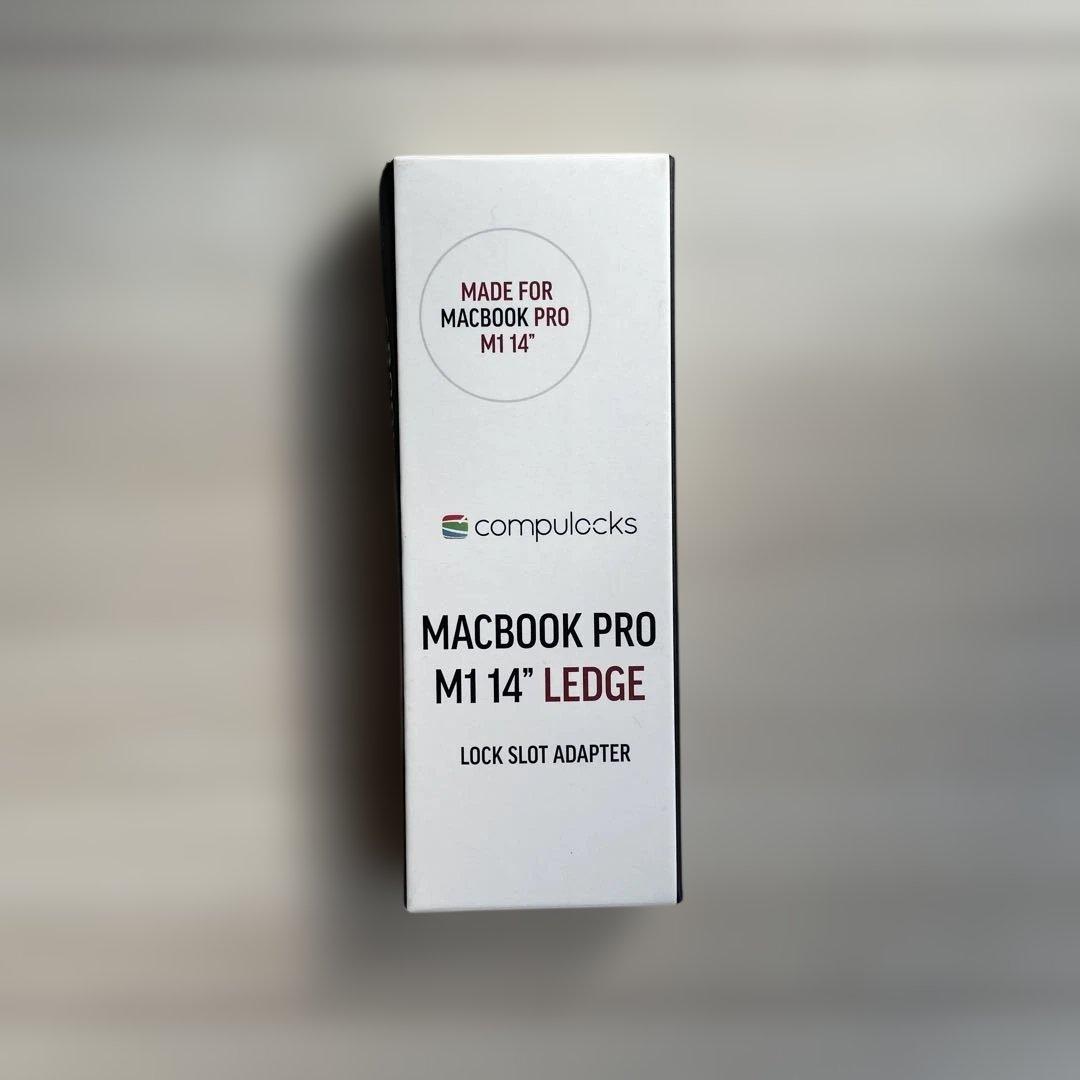 MADE FOR
MACBOOK PRO
M1 14”
compulocks
MACBOOK PRO
M1 14” LEDGE
LOCK SLOT ADAPTER